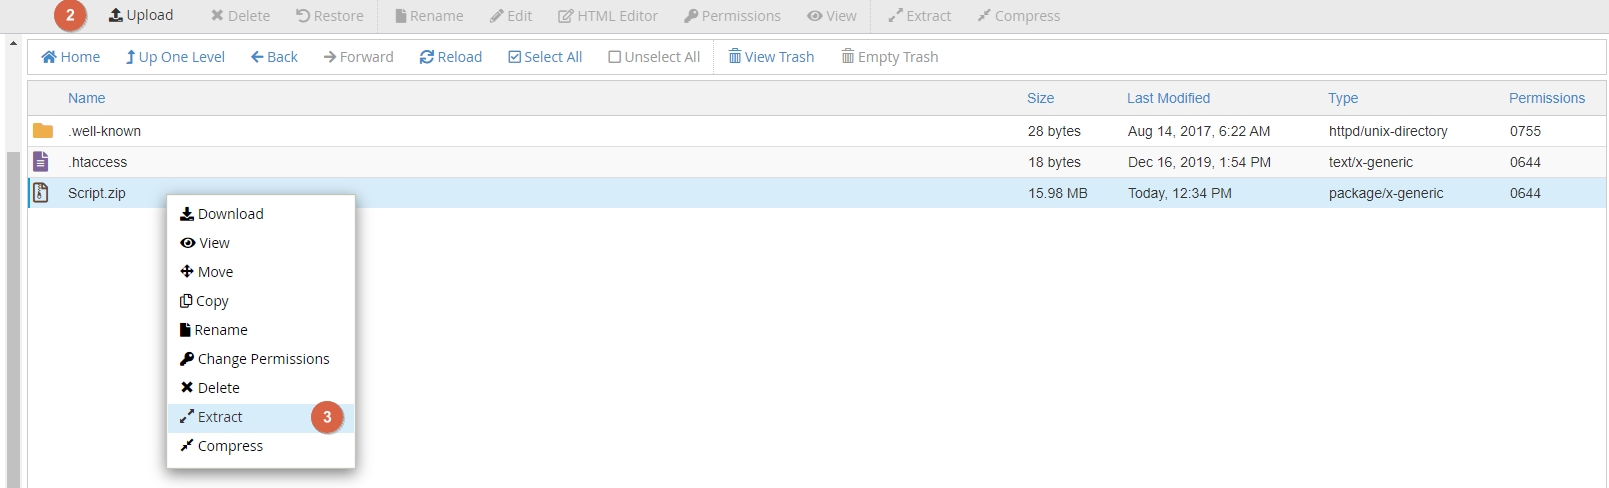 2 Upload Delete Restore Rename Edit HTML Editor Permissions View Extract Compress
Home Up One Level Back Forward Reload Select All Unselect All View Trash Empty Trash
Name Size Last Modified Type Permissions
.well-known 28 bytes Aug 14, 2017, 6:22 AM httpd/unix-directory 0755
.htaccess 18 bytes Dec 16, 2019, 1:54 PM text/x-generic 0644
Script.zip 15.98 MB Today, 12:34 PM package/x-generic 0644
Download
View
Move
Copy
Rename
Change Permissions
Delete
Extract 3
Compress